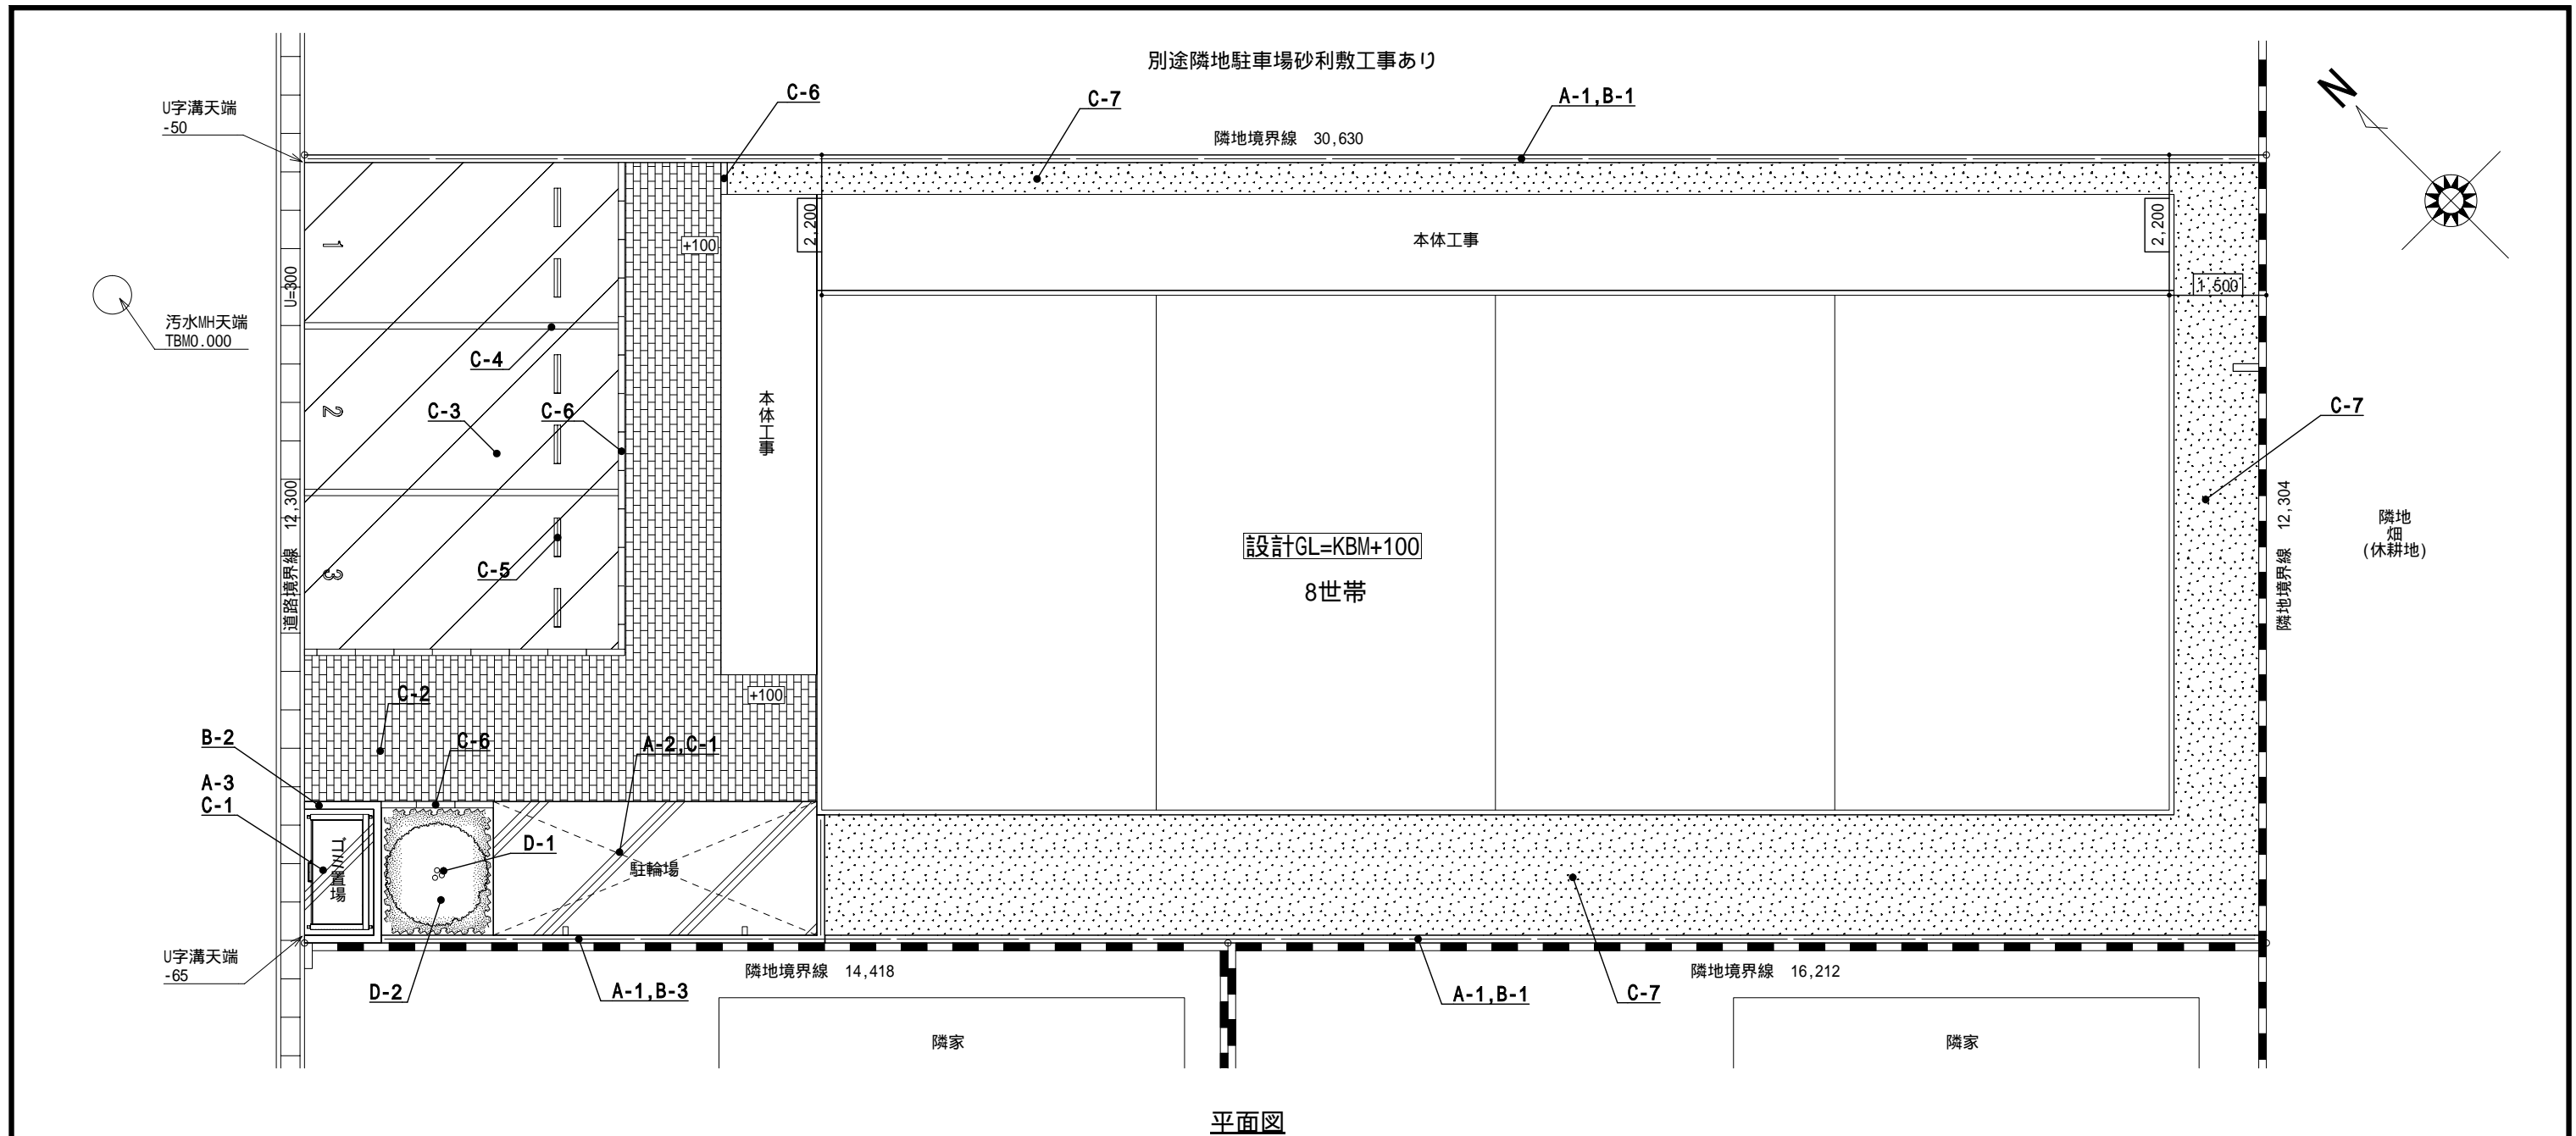 別途隣地駐車場砂利敷工事あり
N
C-6
C-7
A-1,B-1
U字溝天端
-50
隣地境界線 30,630
+100
2,200
本体工事
2,200
1,500
1
U=300
汚水MH天端
TBM0.000
C-4
本体工事
C-3
C-6
2
C-7
道路境界線 12,300
隣地境界線 12,304
隣地
畑
(休耕地)
設計GL=KBM+100
8世帯
C-5
3
C-2
+100
B-2
C-6
A-2,C-1
A-3
C-1
ゴミ置場
D-1
駐輪場
U字溝天端
-65
D-2
A-1,B-3
隣地境界線 14,418
A-1,B-1
隣地境界線 16,212
C-7
隣家
隣家
平面図